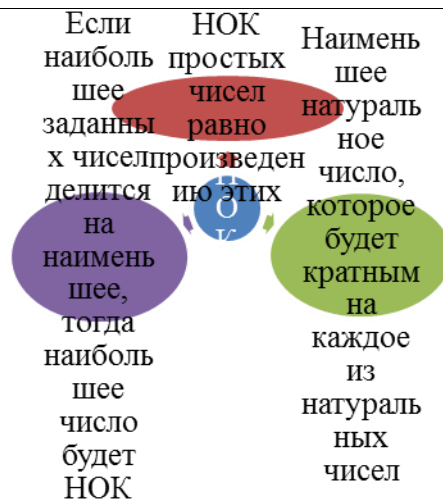 Если
наиболь
шее
заданны
х чисел
делится
на
наимень
шее,
тогда
наиболь
шее
число
будет
НОК
НОК
простых
чисел
равно
произведен
ию этих
Наимень
шее
натураль
ное
число,
которое
будет
кратным
на
каждое
из
натураль
ных
чисел
Н
О
К